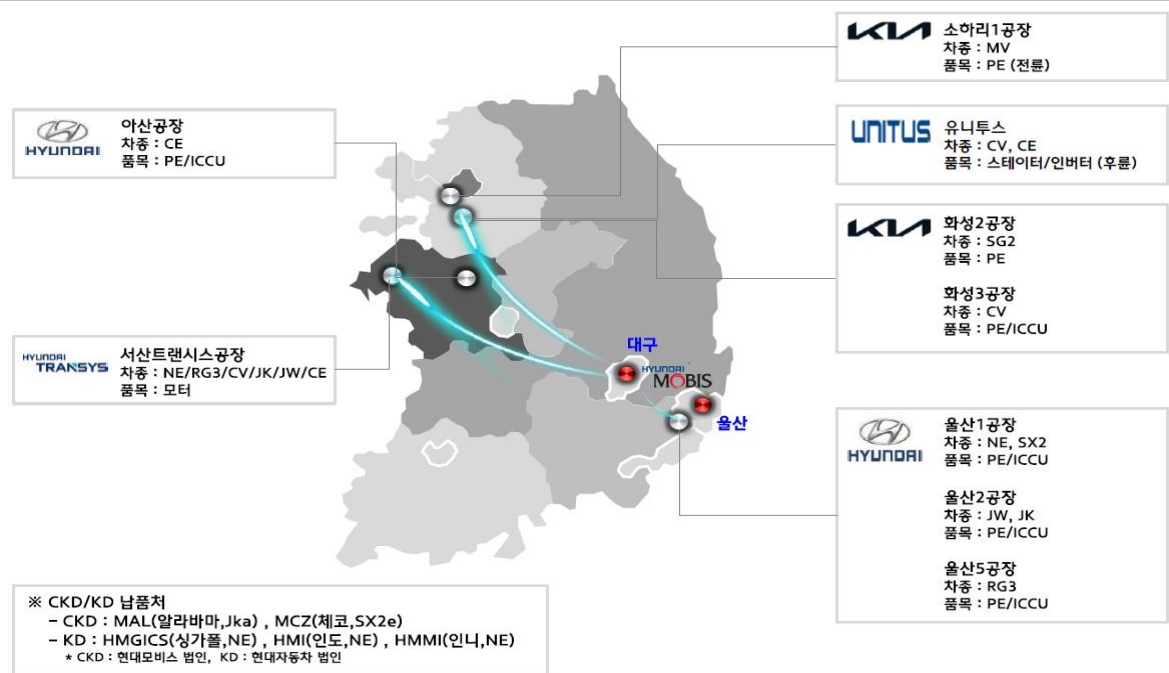 KIA
소하리1공장
차종 : MV
품목 : PE (전륜)
HYUNDAI
아산공장
차종 : CE
품목 : PE/ICCU
UNITUS
유니투스
차종 : CV, CE
품목 : 스테이터/인버터 (후륜)
KIA
화성2공장
차종 : SG2
품목 : PE
화성3공장
차종 : CV
품목 : PE/ICCU
HYUNDAI
TRANSYS
서산트랜시스공장
차종 : NE/RG3/CV/JK/JW/CE
품목 : 모터
대구
HYUNDAI
MOBIS
울산
HYUNDAI
울산1공장
차종 : NE, SX2
품목 : PE/ICCU
울산2공장
차종 : JW, JK
품목 : PE/ICCU
울산5공장
차종 : RG3
품목 : PE/ICCU
※ CKD/KD 납품처
– CKD : MAL(알라바마,Jka) , MCZ(체코,SX2e)
– KD : HMGICS(싱가폴,NE) , HMI(인도,NE) , HMMI(인니,NE)
* CKD : 현대모비스 법인, KD : 현대자동차 법인